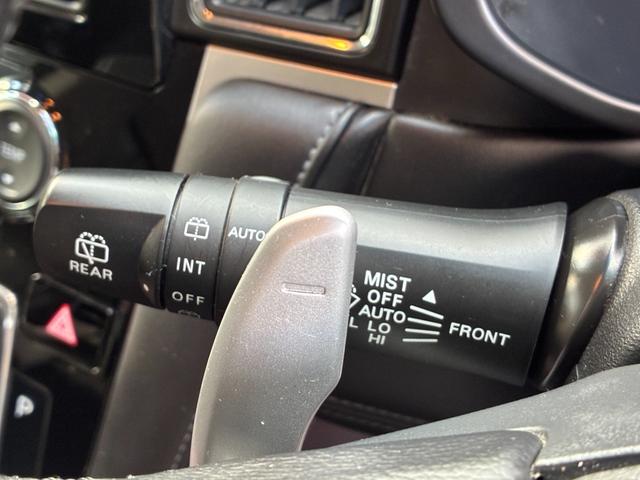 REAR
INT
OFF
AUTO
MIST
OFF
AUTO
LO
HI
FRONT
P